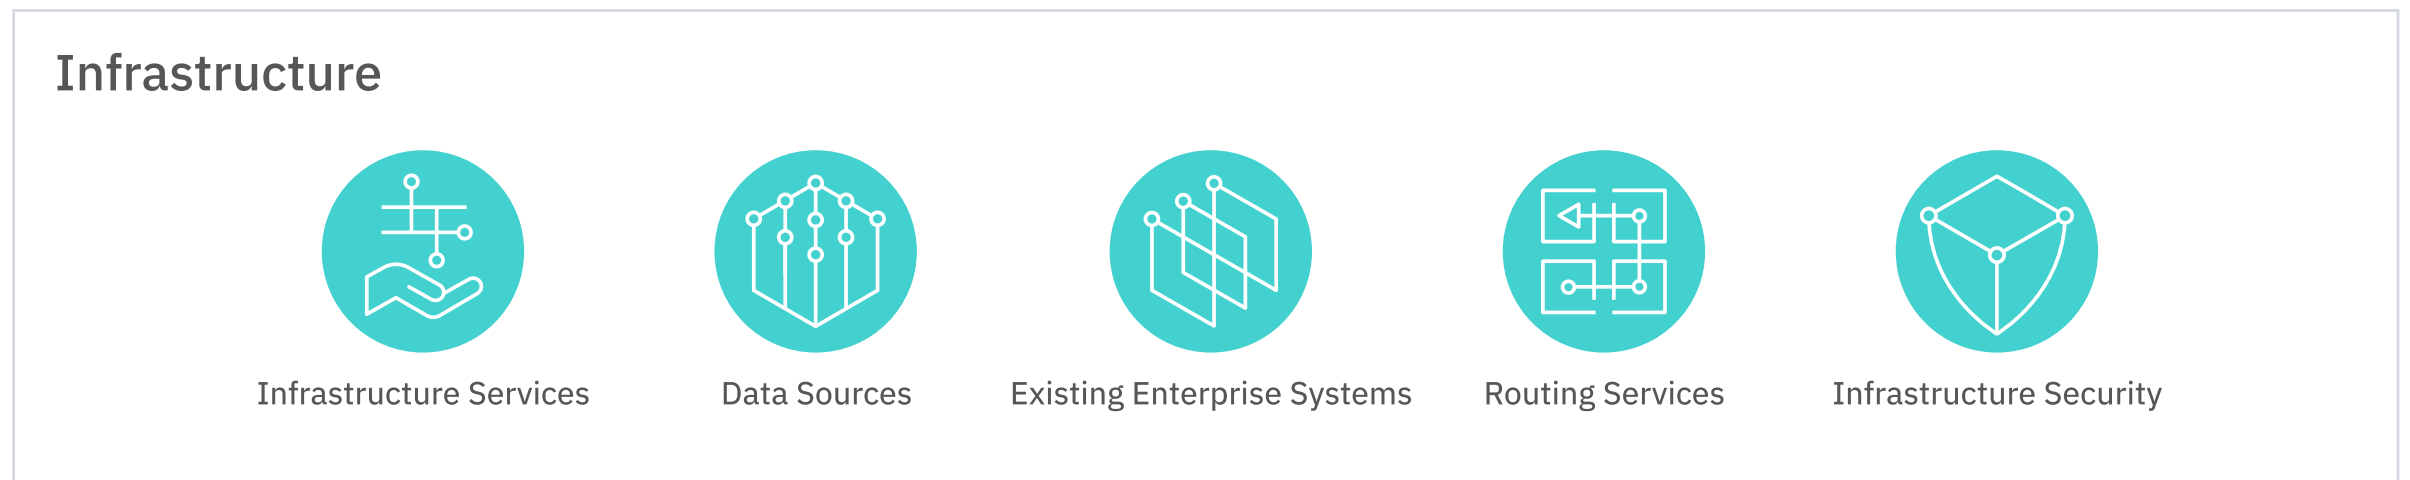 Infrastructure
Infrastructure Services
Data Sources
Existing Enterprise Systems
Routing Services
Infrastructure Security